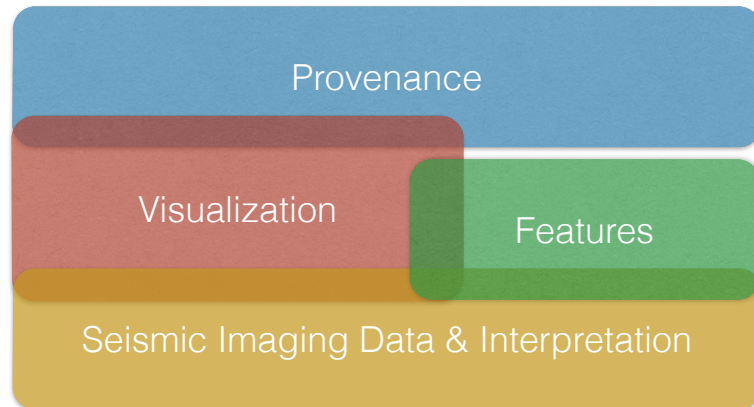 Provenance
Visualization
Features
Seismic Imaging Data & Interpretation